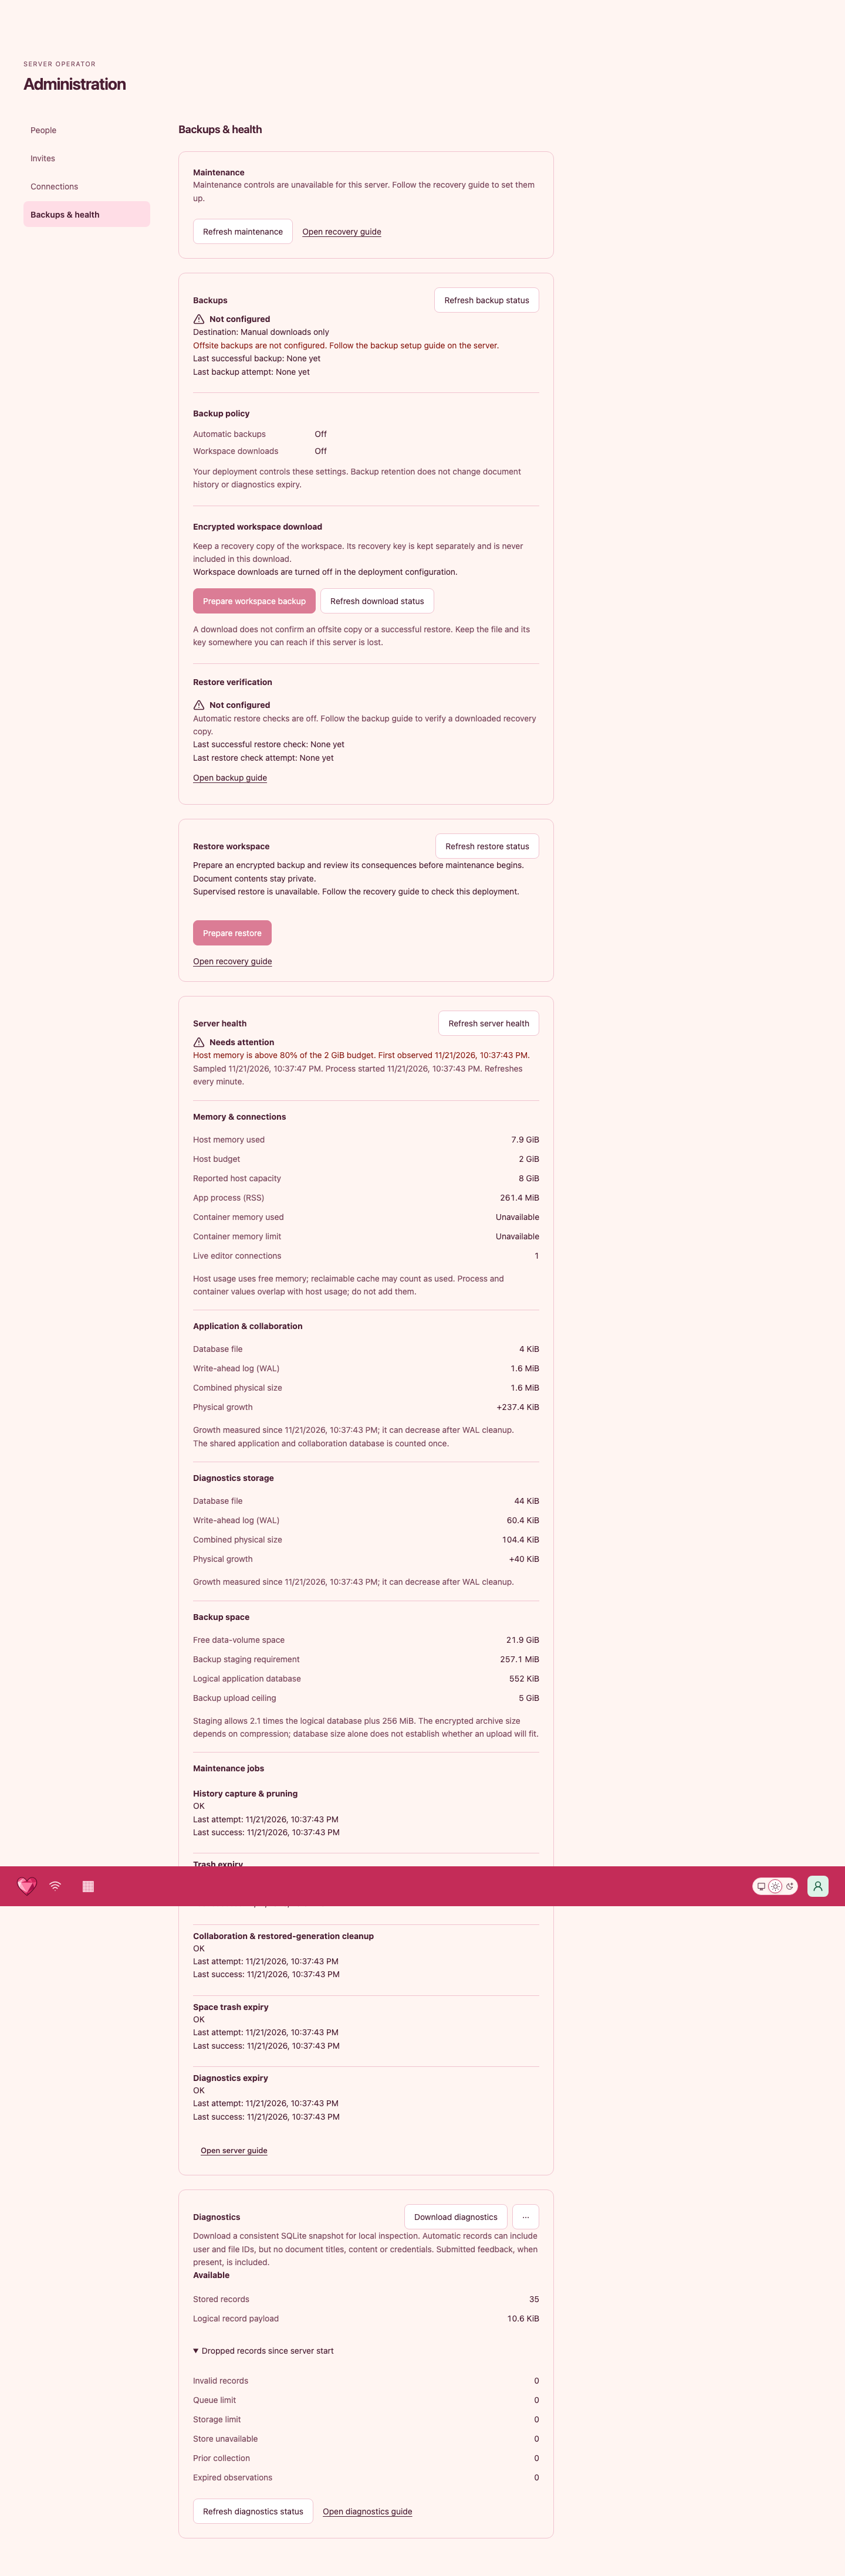 SERVER OPERATOR
Administration
People
Invites
Connections
Backups & health
Backups & health
Maintenance
Maintenance controls are unavailable for this server. Follow the recovery guide to set them
up.
Refresh maintenance
Open recovery guide
Backups
Refresh backup status
Not configured
Destination: Manual downloads only
Offsite backups are not configured. Follow the backup setup guide on the server.
Last successful backup: None yet
Last backup attempt: None yet
Backup policy
Automatic backups Off
Workspace downloads Off
Your deployment controls these settings. Backup retention does not change document
history or diagnostics expiry.
Encrypted workspace download
Keep a recovery copy of the workspace. Its recovery key is kept separately and is never
included in this download.
Workspace downloads are turned off in the deployment configuration.
Prepare workspace backup
Refresh download status
A download does not confirm an offsite copy or a successful restore. Keep the file and its
key somewhere you can reach if this server is lost.
Restore verification
Not configured
Automatic restore checks are off. Follow the backup guide to verify a downloaded recovery
copy.
Last successful restore check: None yet
Last restore check attempt: None yet
Open backup guide
Restore workspace
Refresh restore status
Prepare an encrypted backup and review its consequences before maintenance begins.
Document contents stay private.
Supervised restore is unavailable. Follow the recovery guide to check this deployment.
Prepare restore
Open recovery guide
Server health
Refresh server health
Needs attention
Host memory is above 80% of the 2 GiB budget. First observed 11/21/2026, 10:37:43 PM.
Sampled 11/21/2026, 10:37:47 PM. Process started 11/21/2026, 10:37:43 PM. Refreshes
every minute.
Memory & connections
Host memory used 7.9 GiB
Host budget 2 GiB
Reported host capacity 8 GiB
App process (RSS) 261.4 MiB
Container memory used Unavailable
Container memory limit Unavailable
Live editor connections 1
Host usage uses free memory; reclaimable cache may count as used. Process and
container values overlap with host usage; do not add them.
Application & collaboration
Database file 4 KiB
Write-ahead log (WAL) 1.6 MiB
Combined physical size 1.6 MiB
Physical growth +237.4 KiB
Growth measured since 11/21/2026, 10:37:43 PM; it can decrease after WAL cleanup.
The shared application and collaboration database is counted once.
Diagnostics storage
Database file 44 KiB
Write-ahead log (WAL) 60.4 KiB
Combined physical size 104.4 KiB
Physical growth +40 KiB
Growth measured since 11/21/2026, 10:37:43 PM; it can decrease after WAL cleanup.
Backup space
Free data-volume space 21.9 GiB
Backup staging requirement 257.1 MiB
Logical application database 552 KiB
Backup upload ceiling 5 GiB
Staging allows 2.1 times the logical database plus 256 MiB. The encrypted archive size
depends on compression; database size alone does not establish whether an upload will fit.
Maintenance jobs
History capture & pruning
OK
Last attempt: 11/21/2026, 10:37:43 PM
Last success: 11/21/2026, 10:37:43 PM
Trash expiry
Collaboration & restored-generation cleanup
OK
Last attempt: 11/21/2026, 10:37:43 PM
Last success: 11/21/2026, 10:37:43 PM
Space trash expiry
OK
Last attempt: 11/21/2026, 10:37:43 PM
Last success: 11/21/2026, 10:37:43 PM
Diagnostics expiry
OK
Last attempt: 11/21/2026, 10:37:43 PM
Last success: 11/21/2026, 10:37:43 PM
Open server guide
Diagnostics
Download diagnostics
...
Download a consistent SQLite snapshot for local inspection. Automatic records can include
user and file IDs, but no document titles, content or credentials. Submitted feedback, when
present, is included.
Available
Stored records 35
Logical record payload 10.6 KiB
Dropped records since server start
Invalid records 0
Queue limit 0
Storage limit 0
Store unavailable 0
Prior collection 0
Expired observations 0
Refresh diagnostics status
Open diagnostics guide